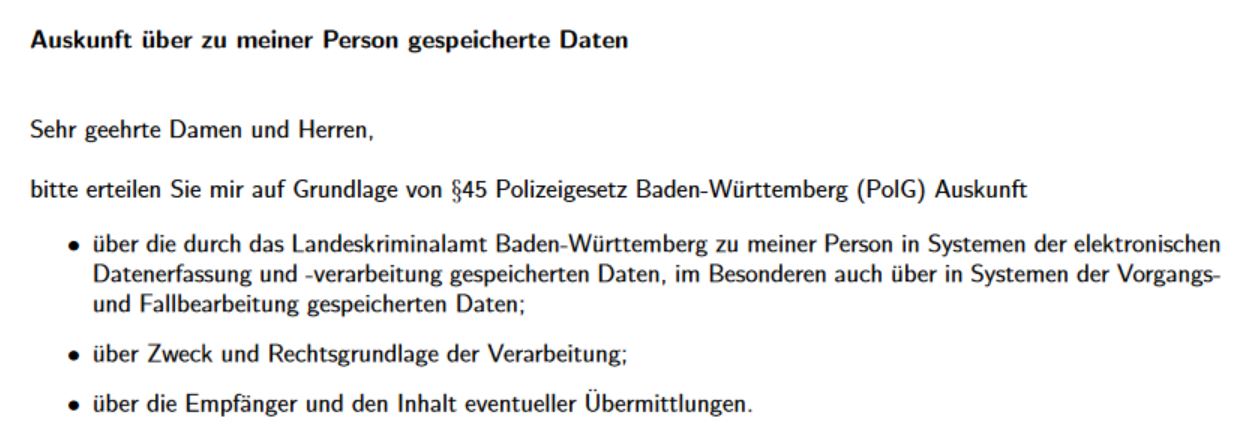 Auskunft über zu meiner Person gespeicherte Daten
Sehr geehrte Damen und Herren,
bitte erteilen Sie mir auf Grundlage von §45 Polizeigesetz Baden-Württemberg (PolG) Auskunft
• über die durch das Landeskriminalamt Baden-Württemberg zu meiner Person in Systemen der elektronischen
Datenerfassung und -verarbeitung gespeicherten Daten, im Besonderen auch über in Systemen der Vorgangs-
und Fallbearbeitung gespeicherten Daten;
• über Zweck und Rechtsgrundlage der Verarbeitung;
• über die Empfänger und den Inhalt eventueller Übermittlungen.